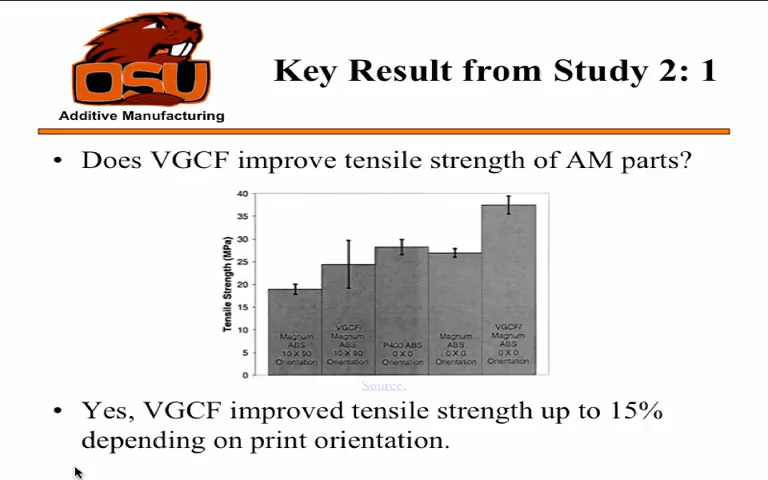 OSU
Additive Manufacturing
Key Result from Study 2: 1
• Does VGCF improve tensile strength of AM parts?
Tensile Strength (MPa)
40
35
30
25
20
15
10
5
0
Magnum
ABS
10 X 90
Orientation
VGCF/
Magnum
ABS
10 X 90
Orientation
P400 ABS
0 X 0
Orientation
Magnum
ABS
0 X 0
Orientation
VGCF/
Magnum
ABS
0 X 0
Orientation
Source.
• Yes, VGCF improved tensile strength up to 15%
depending on print orientation.